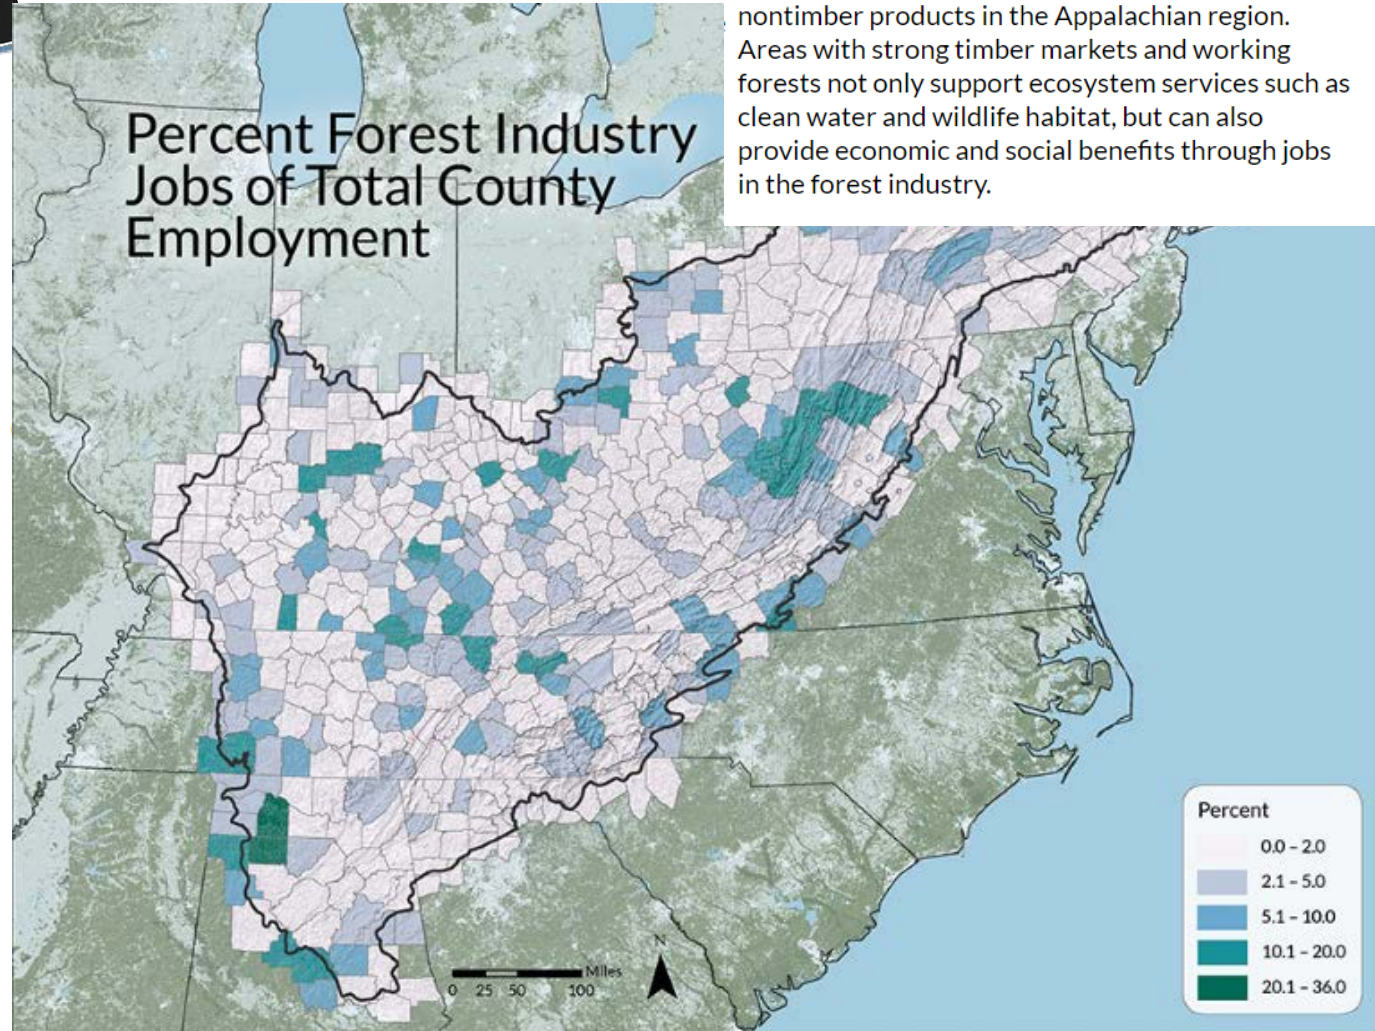 nontimber products in the Appalachian region.
Areas with strong timber markets and working
forests not only support ecosystem services such as
clean water and wildlife habitat, but can also
provide economic and social benefits through jobs
in the forest industry.
Percent Forest Industry
Jobs of Total County
Employment
Percent
0.0 – 2.0
2.1 – 5.0
5.1 – 10.0
10.1 – 20.0
20.1 – 36.0
N
Miles
0 25 50 100